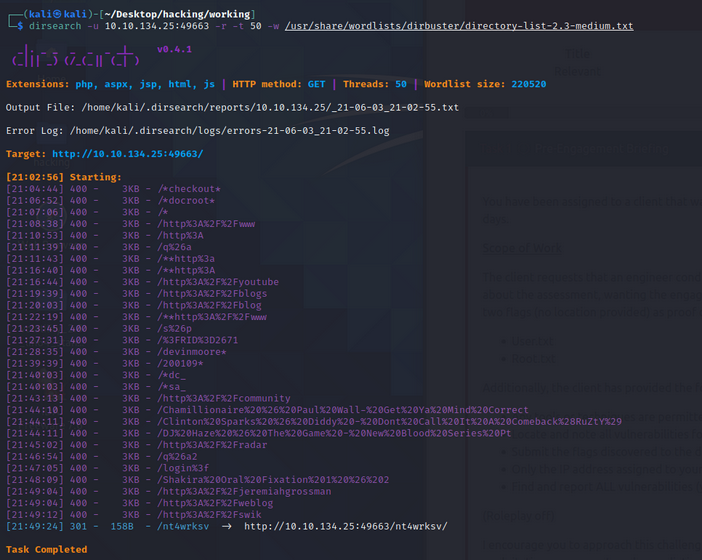 ┌──(kali㉿kali)-[~/Desktop/hacking/working]
└─$ dirsearch -u 10.10.134.25:49663 -r -t 50 -w /usr/share/wordlists/dirbuster/directory-list-2.3-medium.txt
dirsearch v0.4.1
Extensions: php, aspx, jsp, html, js | HTTP method: GET | Threads: 50 | Wordlist size: 220520
Output File: /home/kali/.dirsearch/reports/10.10.134.25/_21-06-03_21-02-55.txt
Error Log: /home/kali/.dirsearch/logs/errors-21-06-03_21-02-55.log
Target: http://10.10.134.25:49663/
[21:02:56] Starting:
[21:04:44] 400 - 3KB - /*checkout*
[21:06:52] 400 - 3KB - /*docroot*
[21:07:06] 400 - 3KB - /*
[21:08:38] 400 - 3KB - /http%3A%2F%2Fwww
[21:10:53] 400 - 3KB - /http%3A
[21:11:39] 400 - 3KB - /q%26a
[21:11:43] 400 - 3KB - /**http%3a
[21:16:40] 400 - 3KB - /*http%3A
[21:16:44] 400 - 3KB - /http%3A%2F%2Fyoutube
[21:19:39] 400 - 3KB - /http%3A%2F%2Fblogs
[21:20:03] 400 - 3KB - /http%3A%2F%2Fblog
[21:22:19] 400 - 3KB - /**http%3A%2F%2Fwww
[21:23:45] 400 - 3KB - /s%26p
[21:27:31] 400 - 3KB - /%3FRID%3D2671
[21:28:35] 400 - 3KB - /devinmoore*
[21:39:39] 400 - 3KB - /200109*
[21:40:03] 400 - 3KB - /*dc_
[21:40:03] 400 - 3KB - /*sa_
[21:43:13] 400 - 3KB - /http%3A%2F%2Fcommunity
[21:44:10] 400 - 3KB - /Chamillionaire%20%26%20Paul%20Wall-%20Get%20Ya%20Mind%20Correct
[21:44:11] 400 - 3KB - /Clinton%20Sparks%20%26%20Diddy%20-%20Dont%20Call%20It%20A%20Comeback%28RuZtY%29
[21:44:11] 400 - 3KB - /DJ%20Haze%20%26%20The%20Game%20-%20New%20Blood%20Series%20Pt
[21:45:02] 400 - 3KB - /http%3A%2F%2Fradar
[21:46:54] 400 - 3KB - /q%26a2
[21:47:05] 400 - 3KB - /login%3f
[21:48:09] 400 - 3KB - /Shakira%20Oral%20Fixation%201%20%26%202
[21:49:04] 400 - 3KB - /http%3A%2F%2Fjeremiahgrossman
[21:49:04] 400 - 3KB - /http%3A%2F%2Fweblog
[21:49:12] 400 - 3KB - /http%3A%2F%2Fswik
[21:49:24] 301 - 158B - /nt4wrksv -> http://10.10.134.25:49663/nt4wrksv/
Task Completed